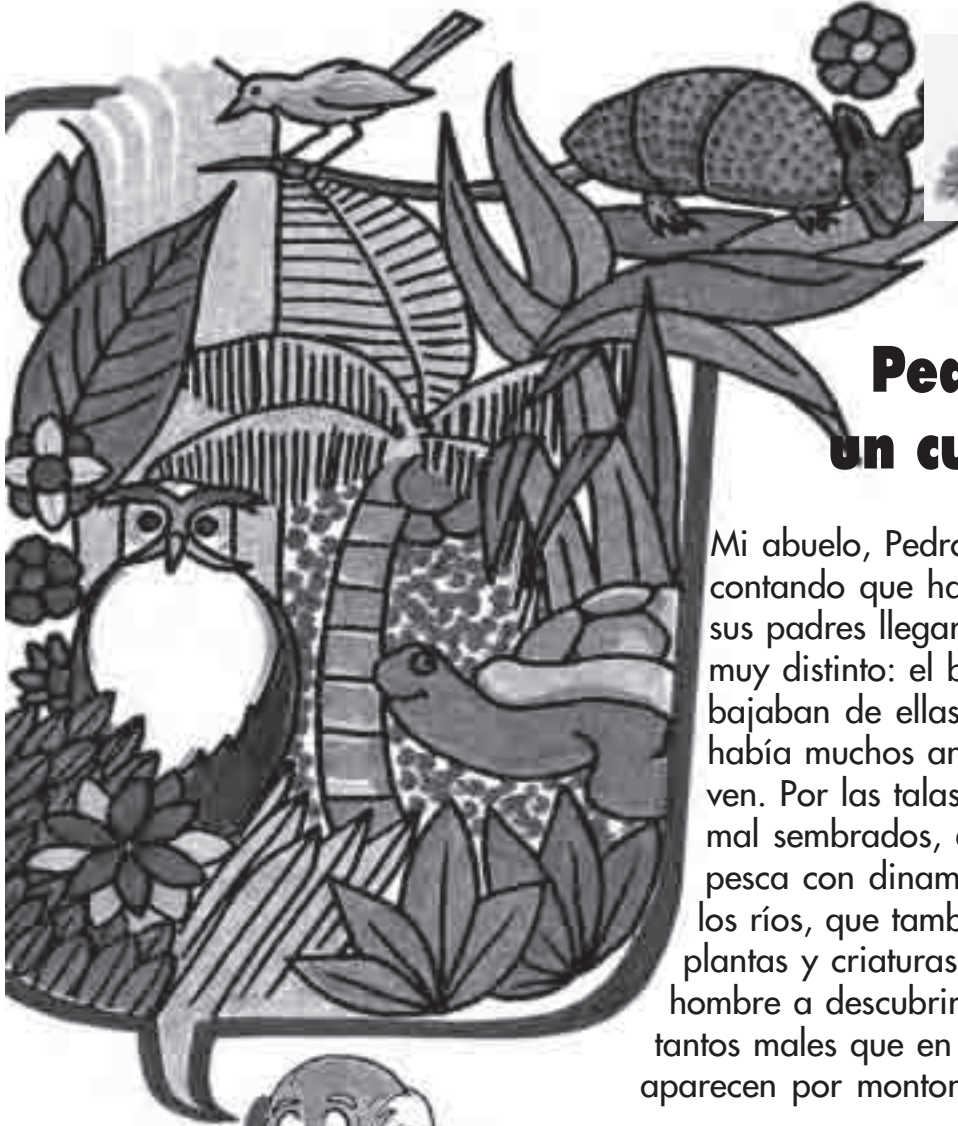 Ped
un cu
Mi abuelo, Pedro
contando que ha
sus padres llegar
muy distinto: el b
bajaban de ellas
había muchos an
ven. Por las talas
mal sembrados, 
pesca con dinam
los ríos, que tamb
plantas y criaturas
hombre a descubrir
tantos males que en
aparecen por monton